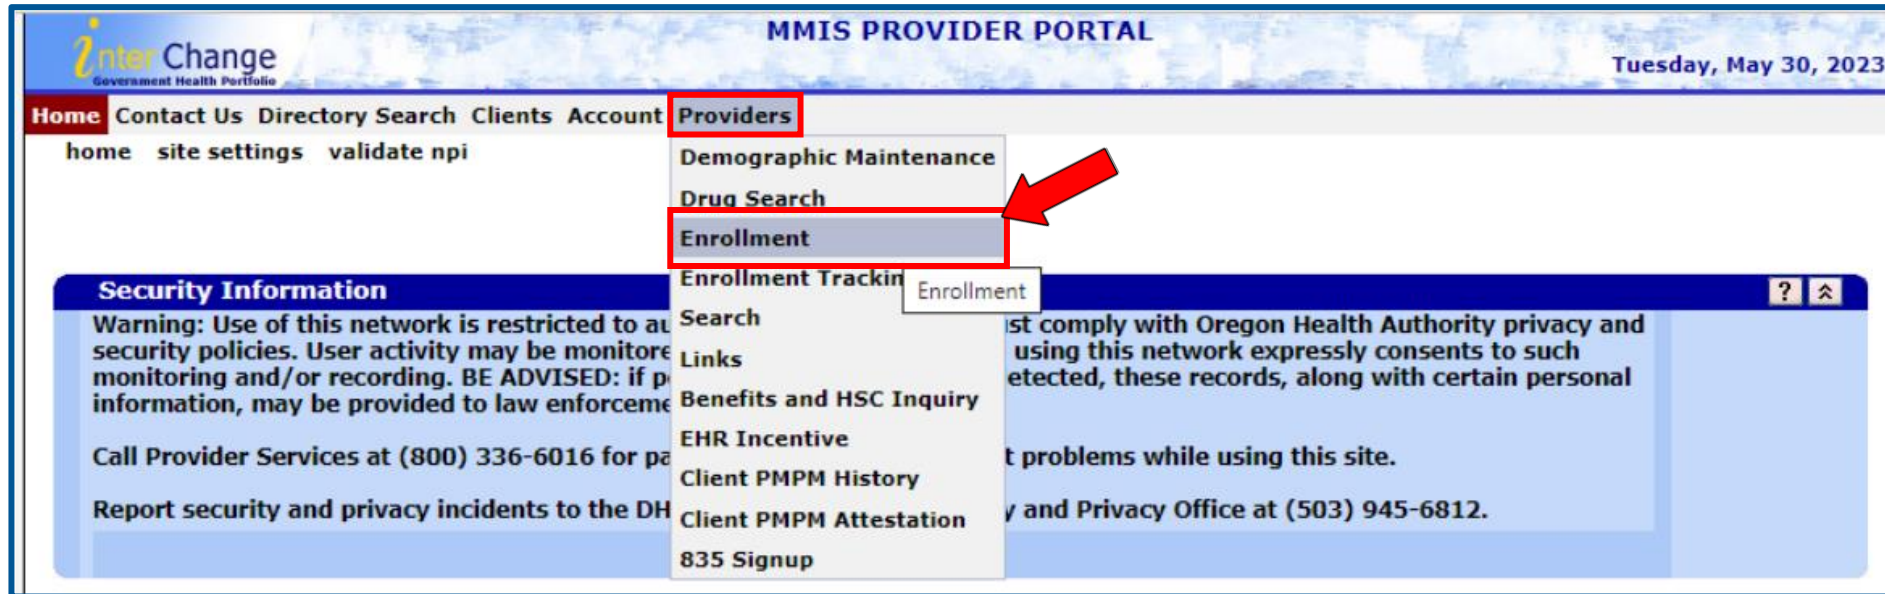 MMIS PROVIDER PORTAL
interChange
Government Health Portfolio
Tuesday, May 30, 2023
Home Contact Us Directory Search Clients Account Providers
home site settings validate npi
Demographic Maintenance
Drug Search
Enrollment
Enrollment Trackin
Enrollment
Search
Links
Benefits and HSC Inquiry
EHR Incentive
Client PMPM History
Client PMPM Attestation
835 Signup
Security Information ?
Warning: Use of this network is restricted to au st comply with Oregon Health Authority privacy and
security policies. User activity may be monitore using this network expressly consents to such
monitoring and/or recording. BE ADVISED: if p etected, these records, along with certain personal
information, may be provided to law enforceme
Call Provider Services at (800) 336-6016 for pa t problems while using this site.
Report security and privacy incidents to the DH y and Privacy Office at (503) 945-6812.